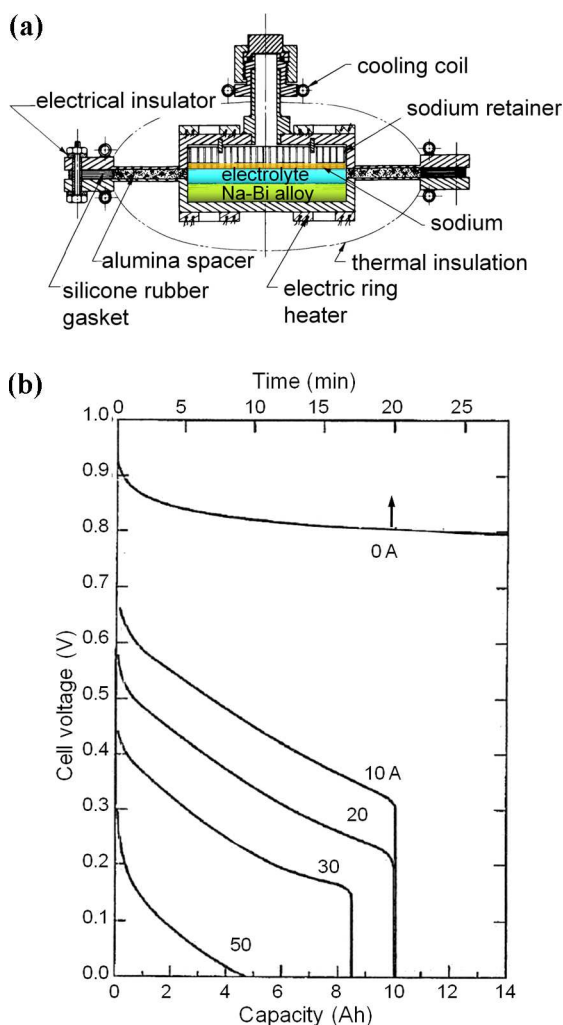 (a)
cooling coil
electrical insulator
sodium retainer
electrolyte
Na-Bi alloy
sodium
alumina spacer
thermal insulation
silicone rubber
gasket
electric ring
heater
(b)
Time (min)
0 5 10 15 20 25
1.0
0.9
0.8
0 A
0.7
0.6
0.5
Cell voltage (V)
0.4
10 A
0.3
20
0.2
30
0.1
50
0.0
0 2 4 6 8 10 12 14
Capacity (Ah)